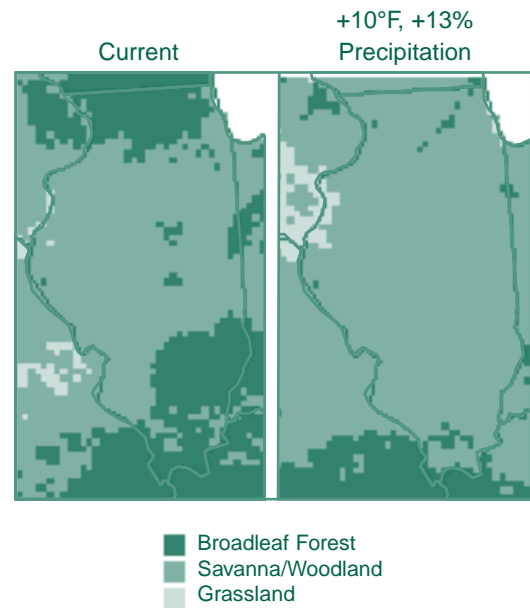 Current
+10°F, +13%
Precipitation
Broadleaf Forest
Savanna/Woodland
Grassland